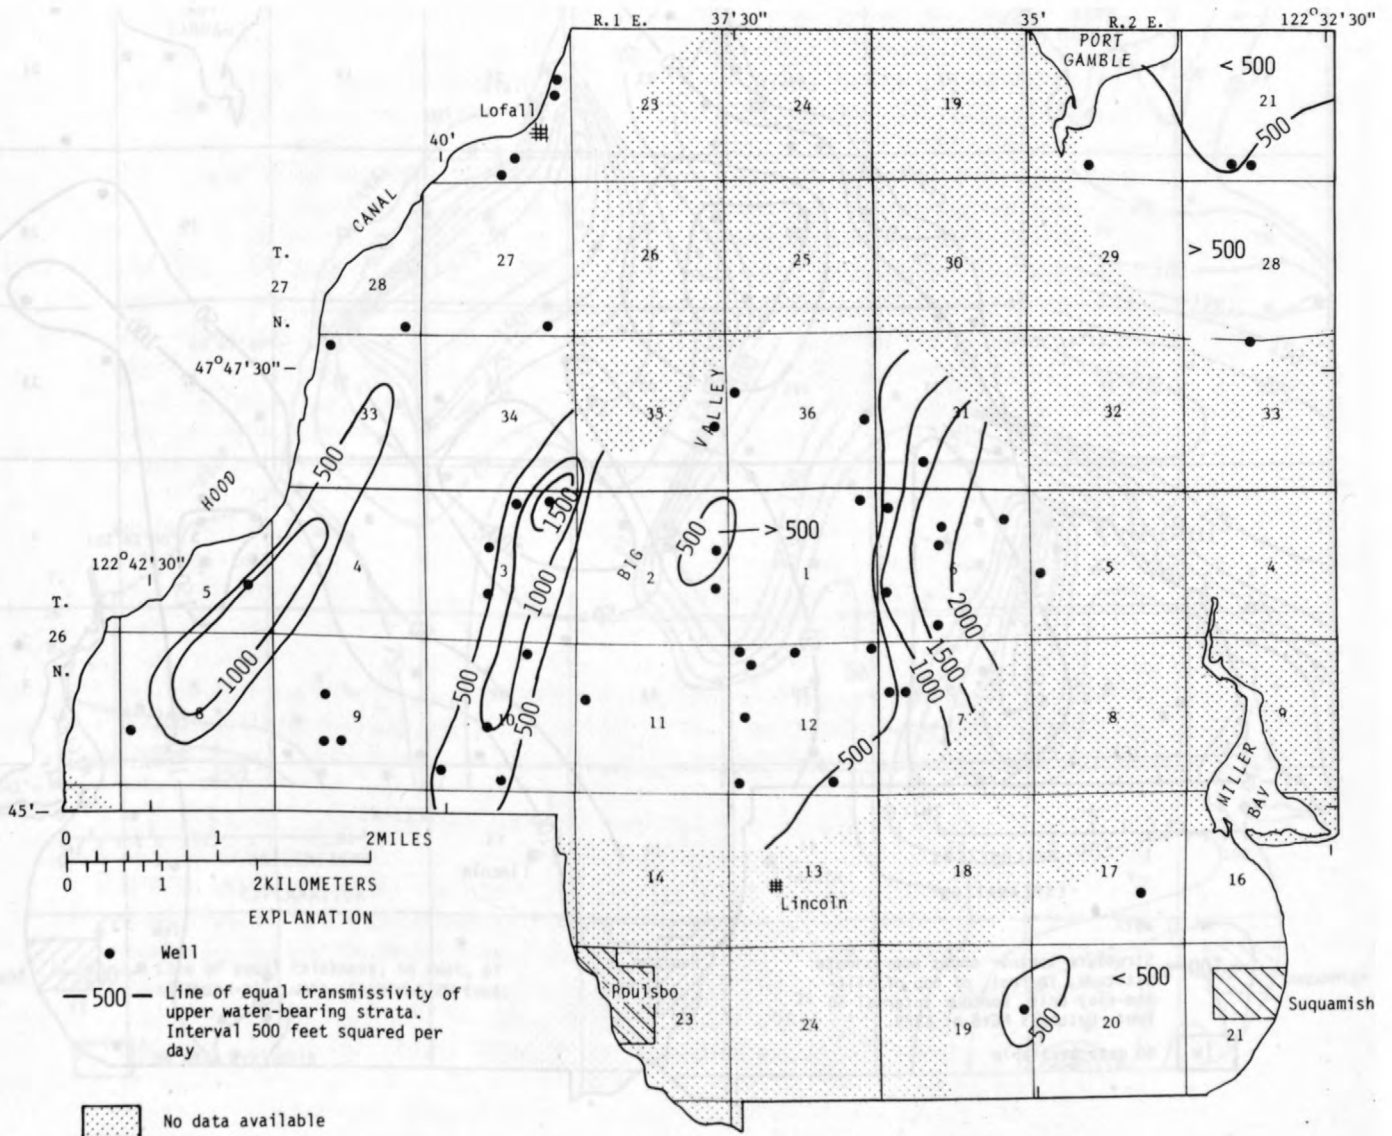 R.1 E. 37'30" 35' R.2 E. 122°32'30"
PORT
GAMBLE
< 500
21
500
Lofall
23 24 19
40'
CANAL
T.
27
N.
28 27 26 25 30 29 > 500 28
47°47'30"
33 34 35 VALLEY 36 31 32 33
HOOD
500
1500
500 > 500
122°42'30"
T.
26
N.
5 4 3 1000 BIG 2 1 6 2000 5 4
1500
1000
1000
500
8 9 10 500 11 12 7 8 9
500
MILLER
BAY
45'
0 1 2 MILES
0 1 2 KILOMETERS
14 13 18 17 16
Lincoln
EXPLANATION
Well
500 Line of equal transmissivity of
upper water-bearing strata.
Interval 500 feet squared per
day
No data available
Poulsbo
500
Suquamish
23 24 19 500 20 21